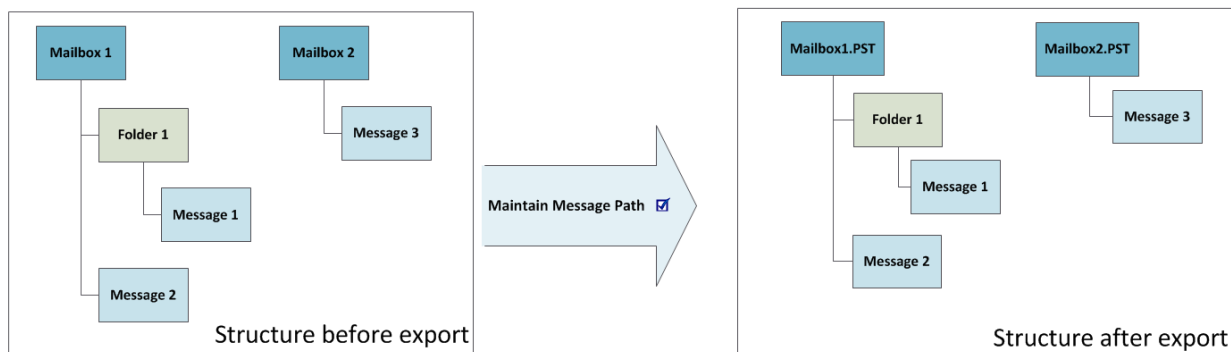 Mailbox 1
Mailbox 2
Folder 1
Message 3
Message 1
Message 2
Structure before export
Maintain Message Path
Mailbox1.PST
Mailbox2.PST
Folder 1
Message 3
Message 1
Message 2
Structure after export